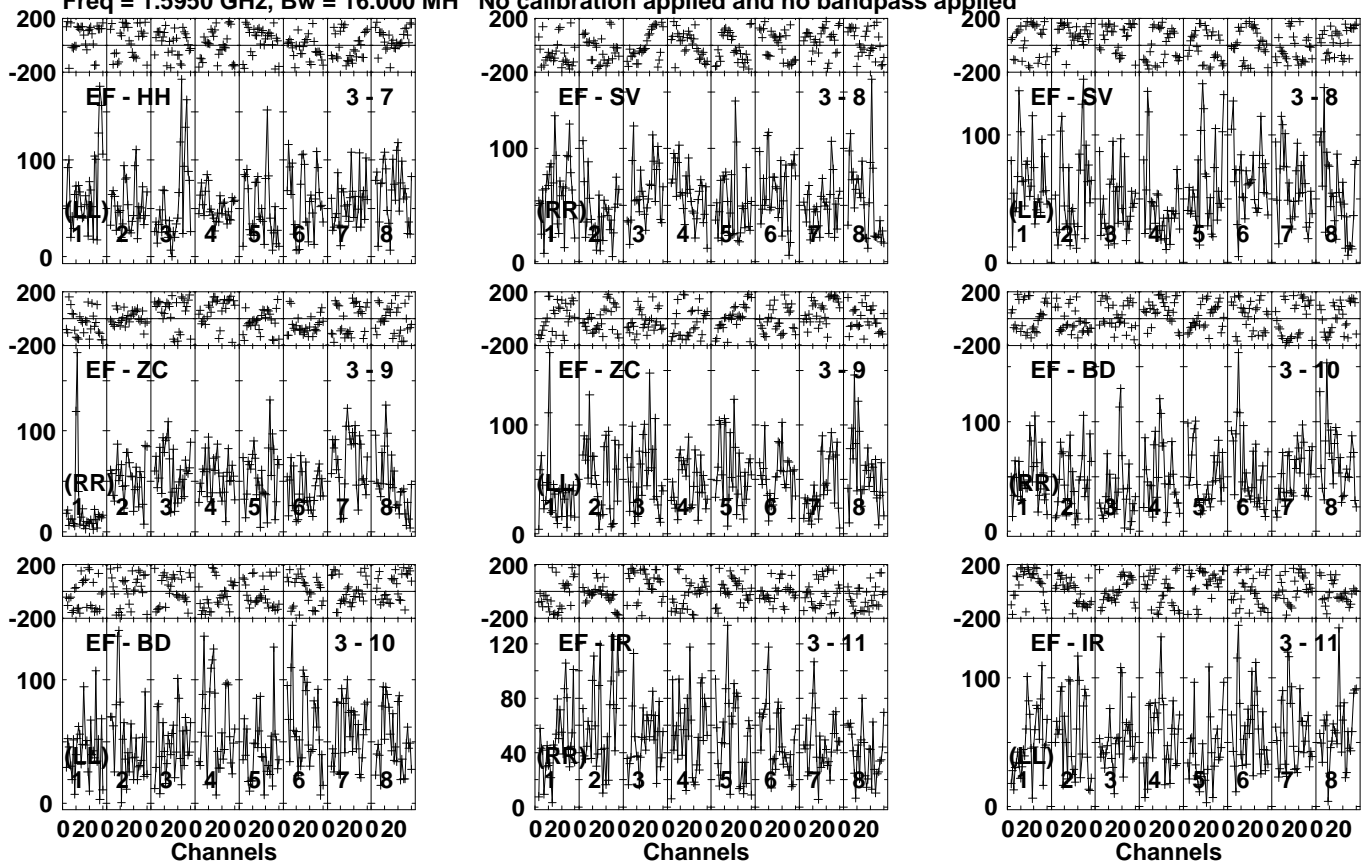 Freq = 1.5950 GHz, Bw = 16.000 MH No calibration applied and no bandpass applied
200
-200
EF - HH 3 - 7
100
(LL)
1 2 3 4 5 6 7 8
0
200
EF - SV 3 - 8
100
(RR)
1 2 3 4 5 6 7 8
0
200
-200
EF - SV 3 - 8
100
(LL)
1 2 3 4 5 6 7 8
0
200
-200
EF - ZC 3 - 9
100
(RR)
1 2 3 4 5 6 7 8
0
200
-200
EF - ZC 3 - 9
100
(LL)
1 2 3 4 5 6 7 8
0
200
-200
EF - BD 3 - 10
100
(RR)
1 2 3 4 5 6 7 8
0
200
-200
EF - BD 3 - 10
100
(LL)
1 2 3 4 5 6 7 8
0
0 20 0 20 0 20 0 20 0 20 0 20 0 20 0 20
Channels
200
-200
EF - IR 3 - 11
120
80
40
(RR)
1 2 3 4 5 6 7 8
0
0 20 0 20 0 20 0 20 0 20 0 20 0 20 0 20
Channels
200
-200
EF - IR 3 - 11
100
(LL)
1 2 3 4 5 6 7 8
0
0 20 0 20 0 20 0 20 0 20 0 20 0 20 0 20
Channels